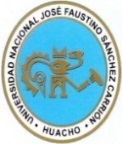 UNIVERSIDAD NACIONAL JOSÉ FAUSTINO SÁNCHEZ CARRIÓN
· HUACHO ·